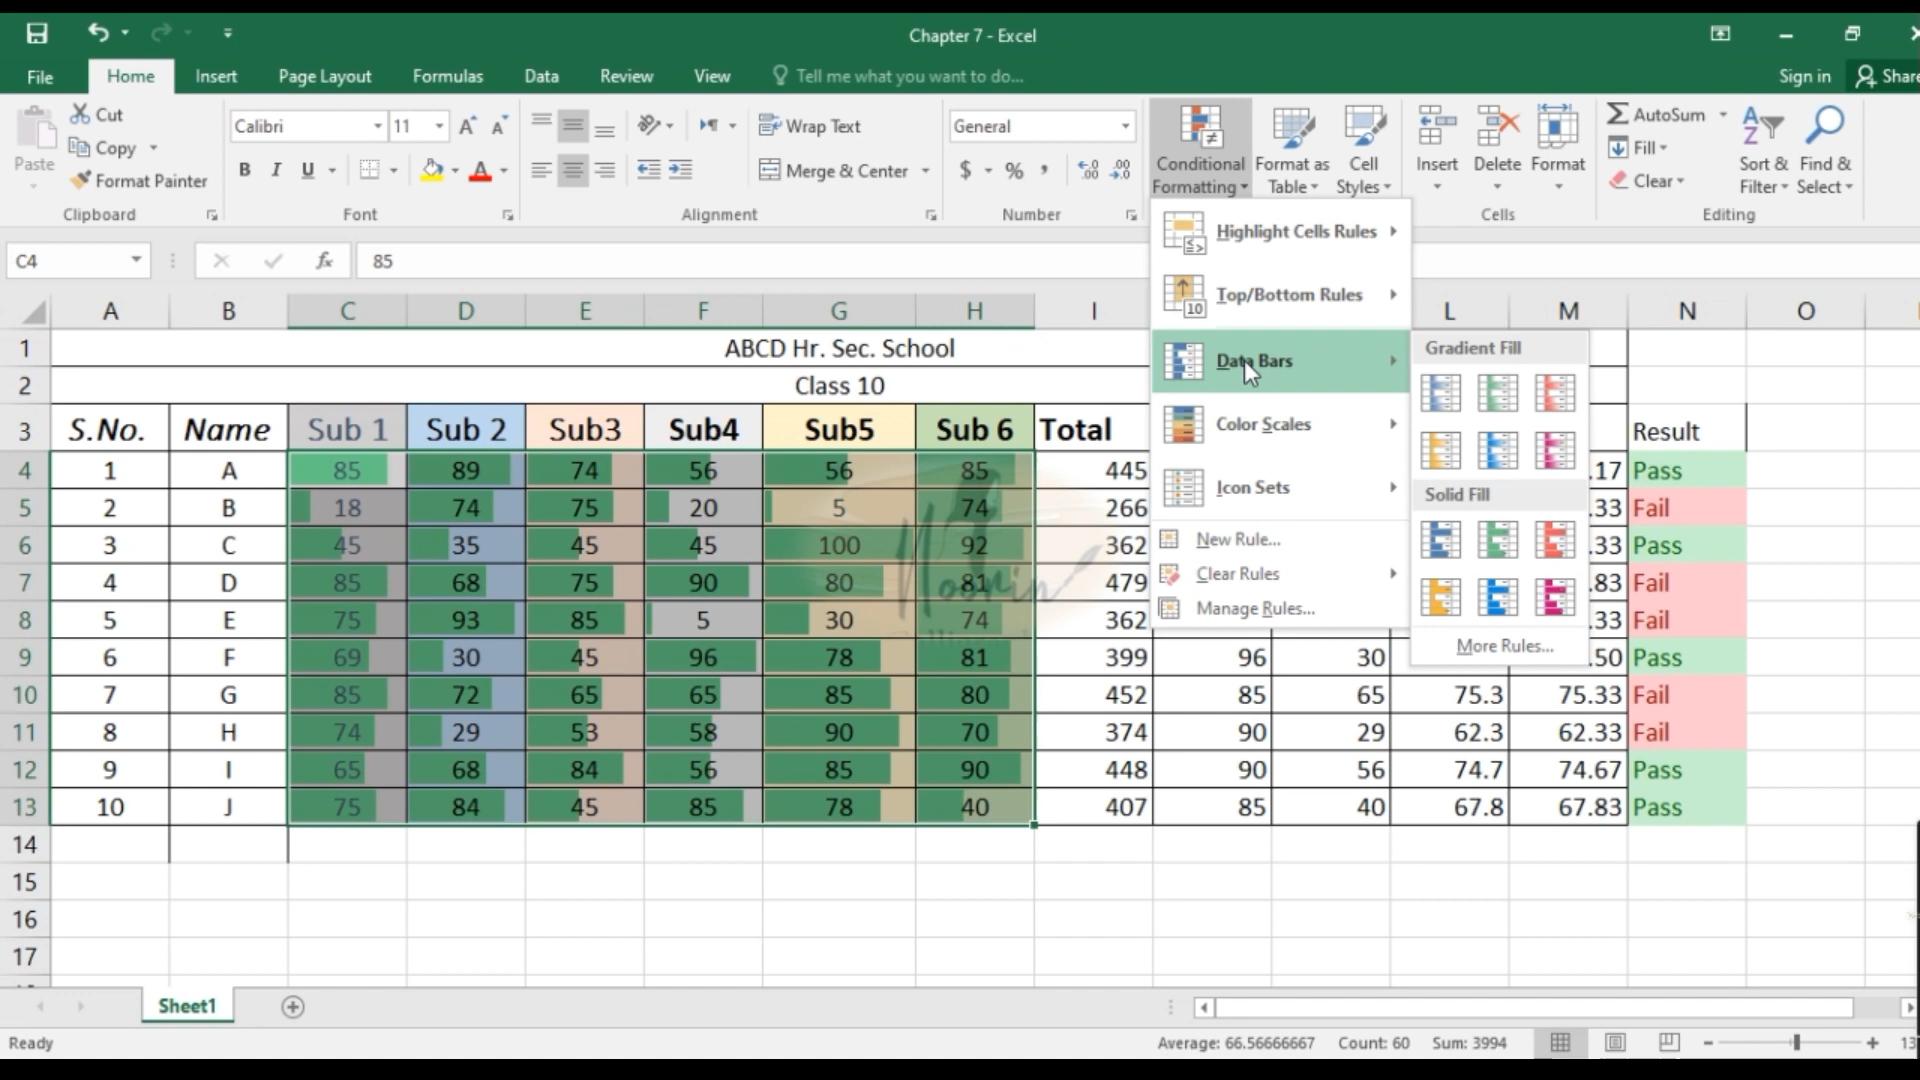 Chapter 7 - Excel
File Home Insert Page Layout Formulas Data Review View Tell me what you want to do... Sign in Share
Cut
Copy
Format Painter
Paste
Clipboard
Calibri 11
B I U
Font
Wrap Text
Merge & Center
Alignment
General
$ % ,
Number
Conditional Formatting
Format as Table
Cell Styles
Insert Delete Format
Cells
AutoSum
Fill
Clear
Sort & Filter
Find & Select
Editing
C4 fx 85
Highlight Cells Rules
Top/Bottom Rules
Data Bars
Color Scales
Icon Sets
New Rule...
Clear Rules
Manage Rules...
Gradient Fill
Solid Fill
More Rules...
A B C D E F G H I L M N O
1 ABCD Hr. Sec. School
2 Class 10
3 S.No. Name Sub 1 Sub 2 Sub3 Sub4 Sub5 Sub 6 Total Result
4 1 A 85 89 74 56 56 85 445 .17 Pass
5 2 B 18 74 75 20 5 74 266 .33 Fail
6 3 C 45 35 45 45 100 92 362 .33 Pass
7 4 D 85 68 75 90 80 81 479 .83 Fail
8 5 E 75 93 85 5 30 74 362 .33 Fail
9 6 F 69 30 45 96 78 81 399 96 30 .50 Pass
10 7 G 85 72 65 65 85 80 452 85 65 75.3 75.33 Fail
11 8 H 74 29 53 58 90 70 374 90 29 62.3 62.33 Fail
12 9 I 65 68 84 56 85 90 448 90 56 74.7 74.67 Pass
13 10 J 75 84 45 85 78 40 407 85 40 67.8 67.83 Pass
14
15
16
17
Sheet1
Ready Average: 66.56666667 Count: 60 Sum: 3994